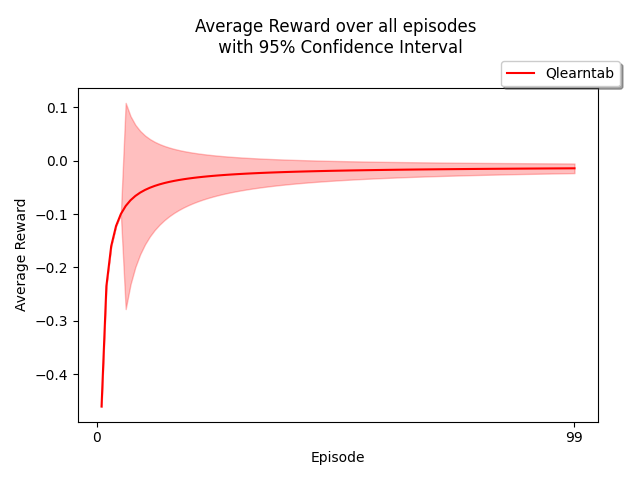 Average Reward over all episodes
with 95% Confidence Interval
Qlearntab
0.1
0.0
−0.1
−0.2
−0.3
−0.4
Average Reward
0
99
Episode